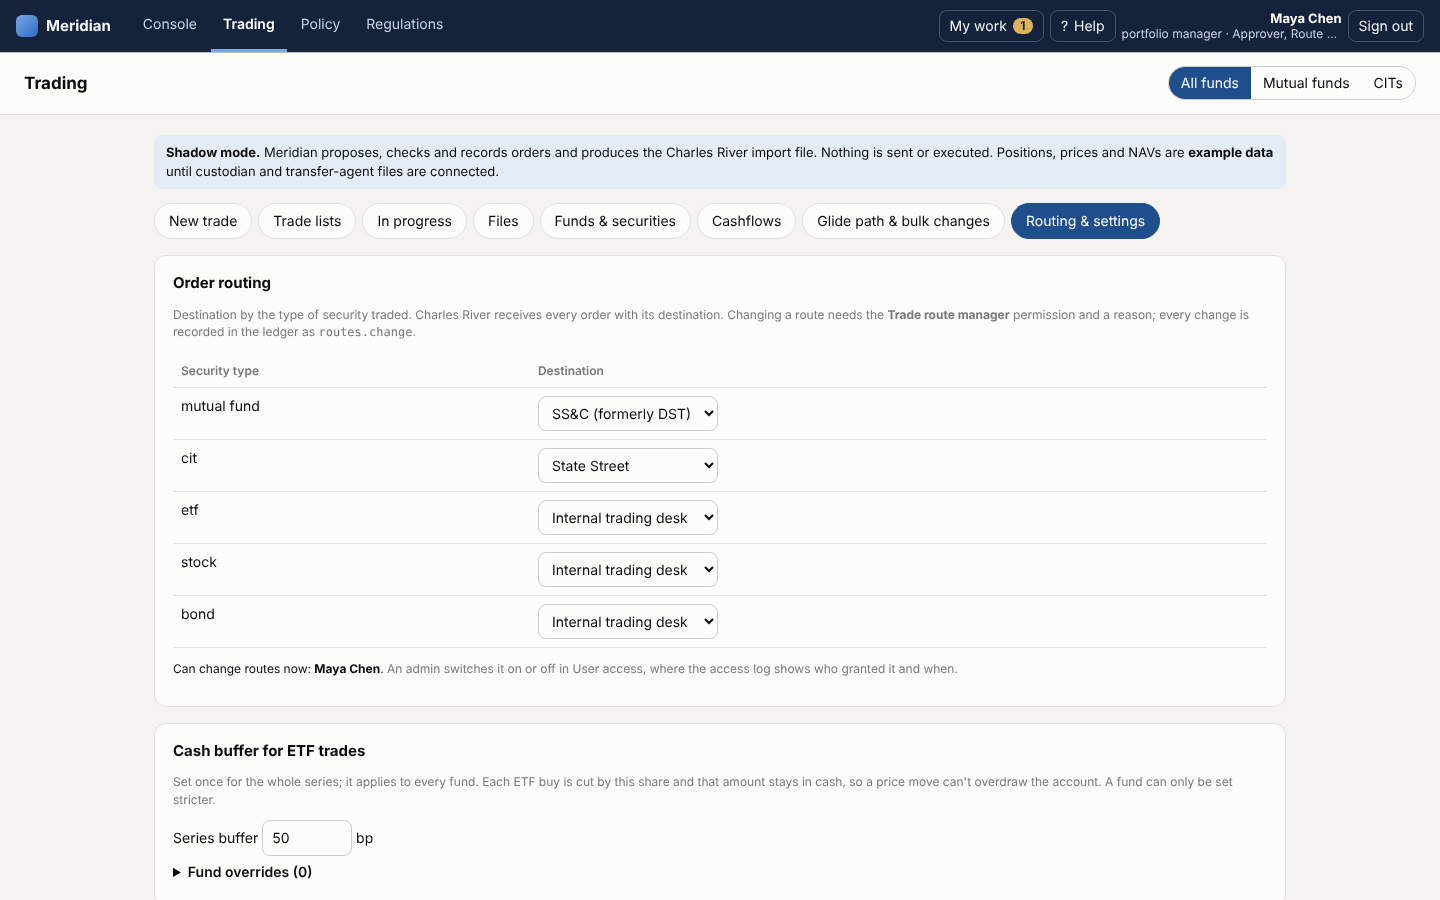 Meridian
Console
Trading
Policy
Regulations
My work 1
? Help
Maya Chen
portfolio manager · Approver, Route ...
Sign out
Trading
All funds
Mutual funds
CITs
Shadow mode. Meridian proposes, checks and records orders and produces the Charles River import file. Nothing is sent or executed. Positions, prices and NAVs are example data
until custodian and transfer-agent files are connected.
New trade
Trade lists
In progress
Files
Funds & securities
Cashflows
Glide path & bulk changes
Routing & settings
Order routing
Destination by the type of security traded. Charles River receives every order with its destination. Changing a route needs the Trade route manager permission and a reason; every change is
recorded in the ledger as routes.change.
Security type
Destination
mutual fund
SS&C (formerly DST)
cit
State Street
etf
Internal trading desk
stock
Internal trading desk
bond
Internal trading desk
Can change routes now: Maya Chen. An admin switches it on or off in User access, where the access log shows who granted it and when.
Cash buffer for ETF trades
Set once for the whole series; it applies to every fund. Each ETF buy is cut by this share and that amount stays in cash, so a price move can't overdraw the account. A fund can only be set
stricter.
Series buffer 50 bp
Fund overrides (0)